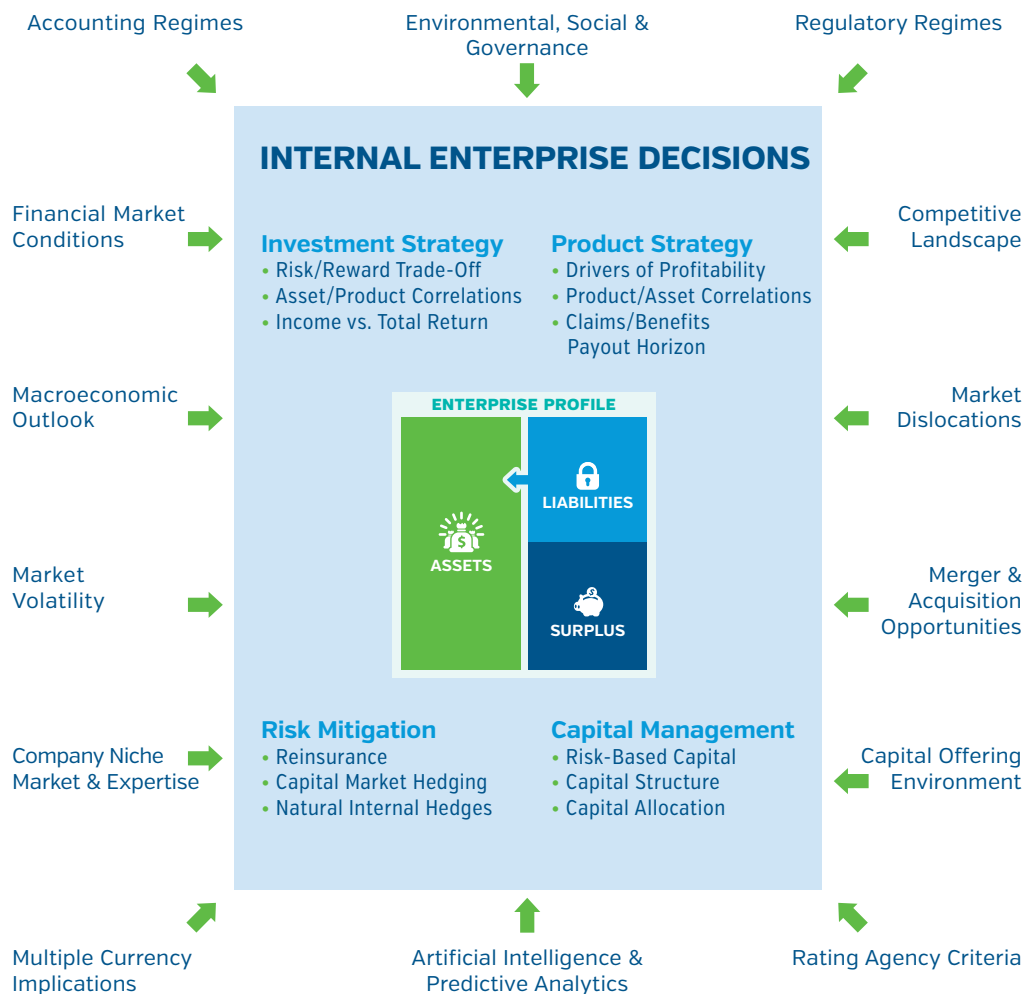 Accounting Regimes
Environmental, Social &
Governance
Regulatory Regimes
INTERNAL ENTERPRISE DECISIONS
Financial Market
Conditions
Competitive
Landscape
Investment Strategy
• Risk/Reward Trade-Off
• Asset/Product Correlations
• Income vs. Total Return
Product Strategy
• Drivers of Profitability
• Product/Asset Correlations
• Claims/Benefits
Payout Horizon
Macroeconomic
Outlook
Market
Dislocations
ENTERPRISE PROFILE
$
ASSETS
LIABILITIES
$
SURPLUS
Market
Volatility
Merger &
Acquisition
Opportunities
Risk Mitigation
• Reinsurance
• Capital Market Hedging
• Natural Internal Hedges
Capital Management
• Risk-Based Capital
• Capital Structure
• Capital Allocation
Company Niche
Market & Expertise
Capital Offering
Environment
Multiple Currency
Implications
Artificial Intelligence &
Predictive Analytics
Rating Agency Criteria